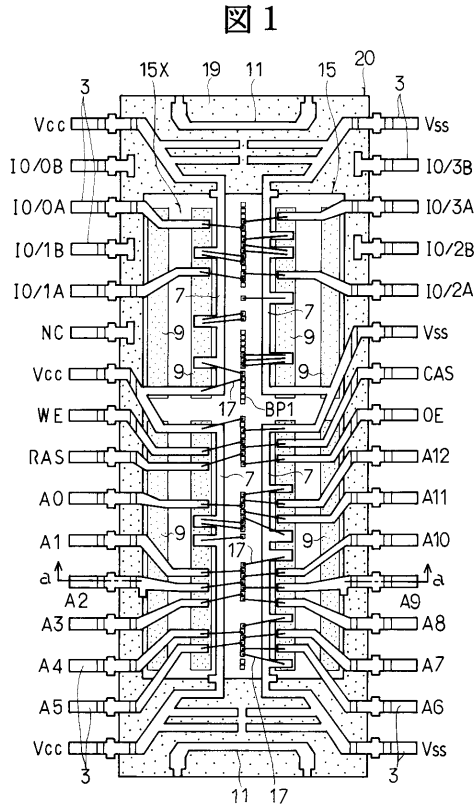 図1
3 15X 19 11 15 20 3
Vcc Vss
IO/0B IO/3B
IO/0A IO/3A
IO/1B IO/2B
7 7
IO/1A IO/2A
9 9
NC Vss
9 9
Vcc 17 BP1 CAS
WE OE
7 7
RAS A12
A0 A11
9 9
17
A1 A10
a a
A2 A9
A3 A8
A4 A7
A5 A6
Vcc Vss
3 11 17 3